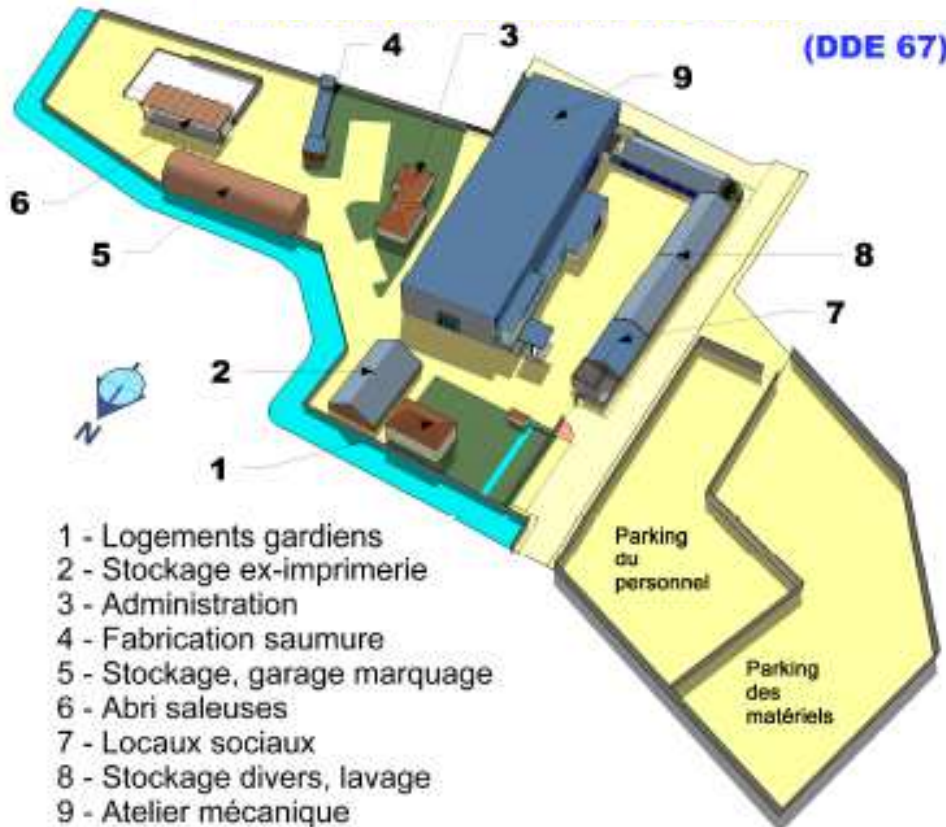 (DDE 67)
4
3
9
6
5
8
7
2
N
1
1 - Logements gardiens
2 - Stockage ex-imprimerie
3 - Administration
4 - Fabrication saumure
5 - Stockage, garage marquage
6 - Abri saleuses
7 - Locaux sociaux
8 - Stockage divers, lavage
9 - Atelier mécanique
Parking
du
personnel
Parking
des
matériels